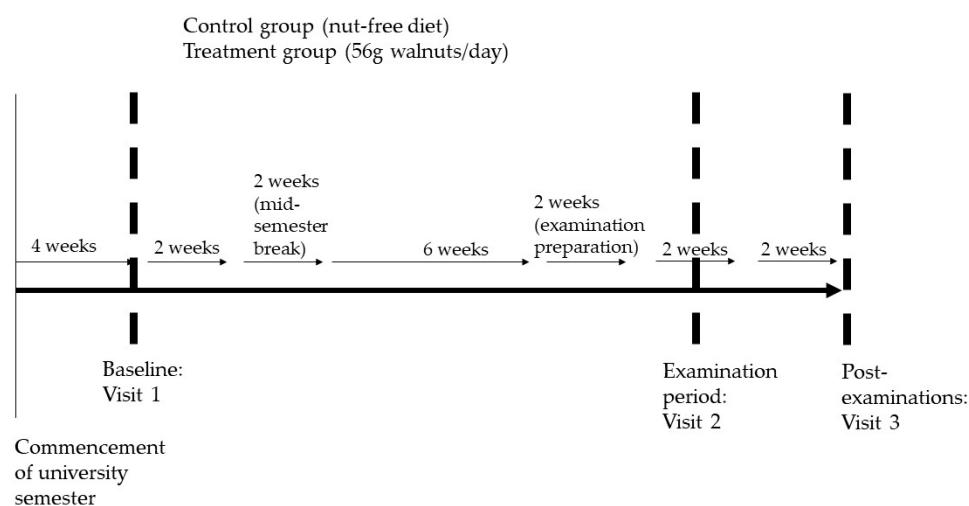 Control group (nut-free diet)
Treatment group (56g walnuts/day)
4 weeks
2 weeks
2 weeks
(mid-
semester
break)
6 weeks
2 weeks
(examination
preparation)
2 weeks
2 weeks
Baseline:
Visit 1
Examination
period:
Visit 2
Post-
examinations:
Visit 3
Commencement
of university
semester